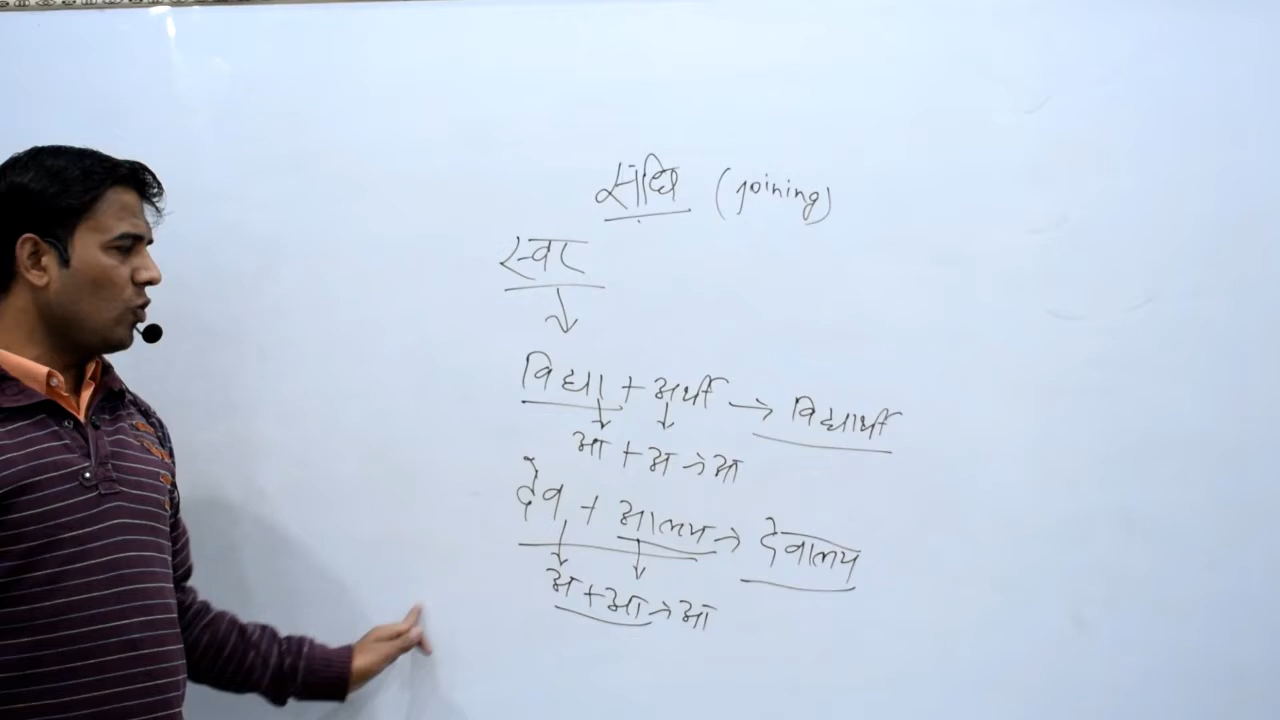 संधि (joining)
स्वर
विद्या + अर्थी → विद्यार्थी
आ + अ → आ
देव + आलय → देवालय
अ + आ → आ